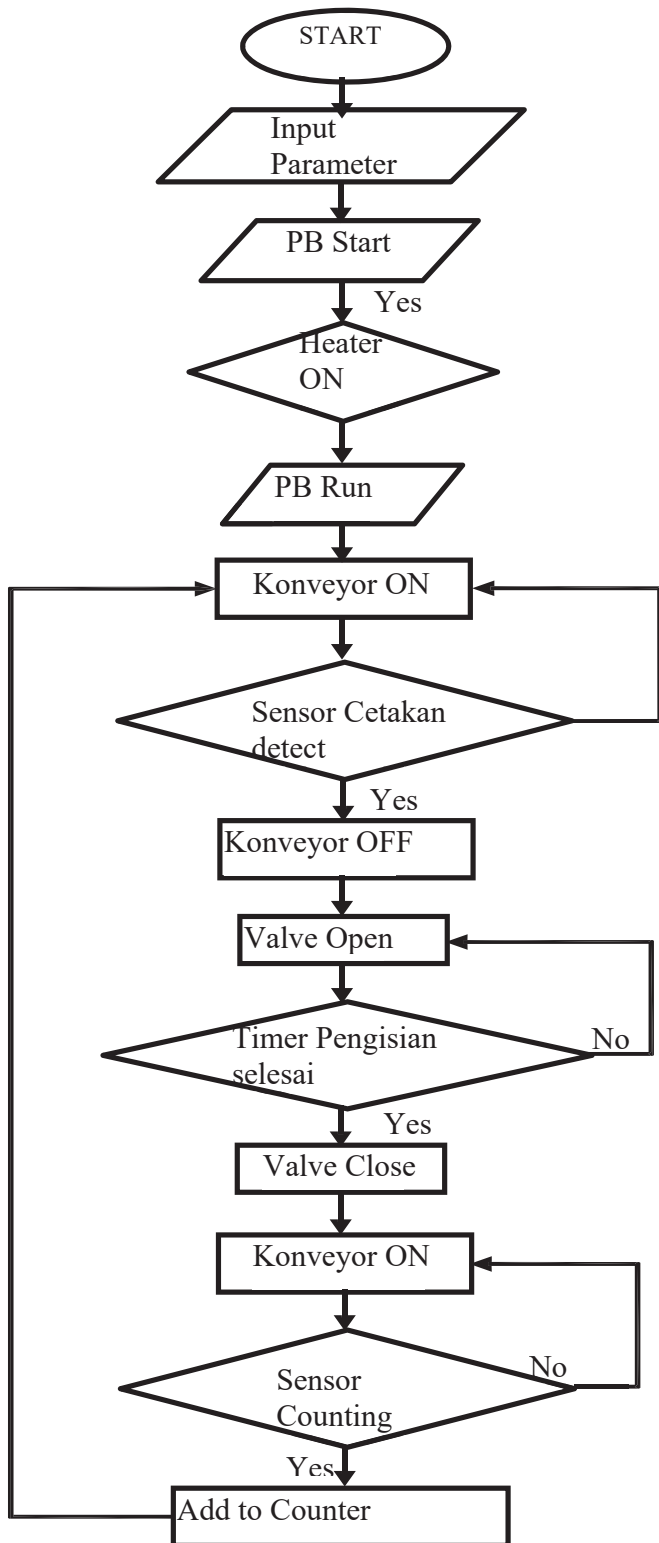 START
Input
Parameter
PB Start
Yes
Heater
ON
PB Run
Konveyor ON
Sensor Cetakan
detect
Yes
Konveyor OFF
Valve Open
Timer Pengisian
selesai
No
Yes
Valve Close
Konveyor ON
No
Sensor
Counting
Yes
Add to Counter